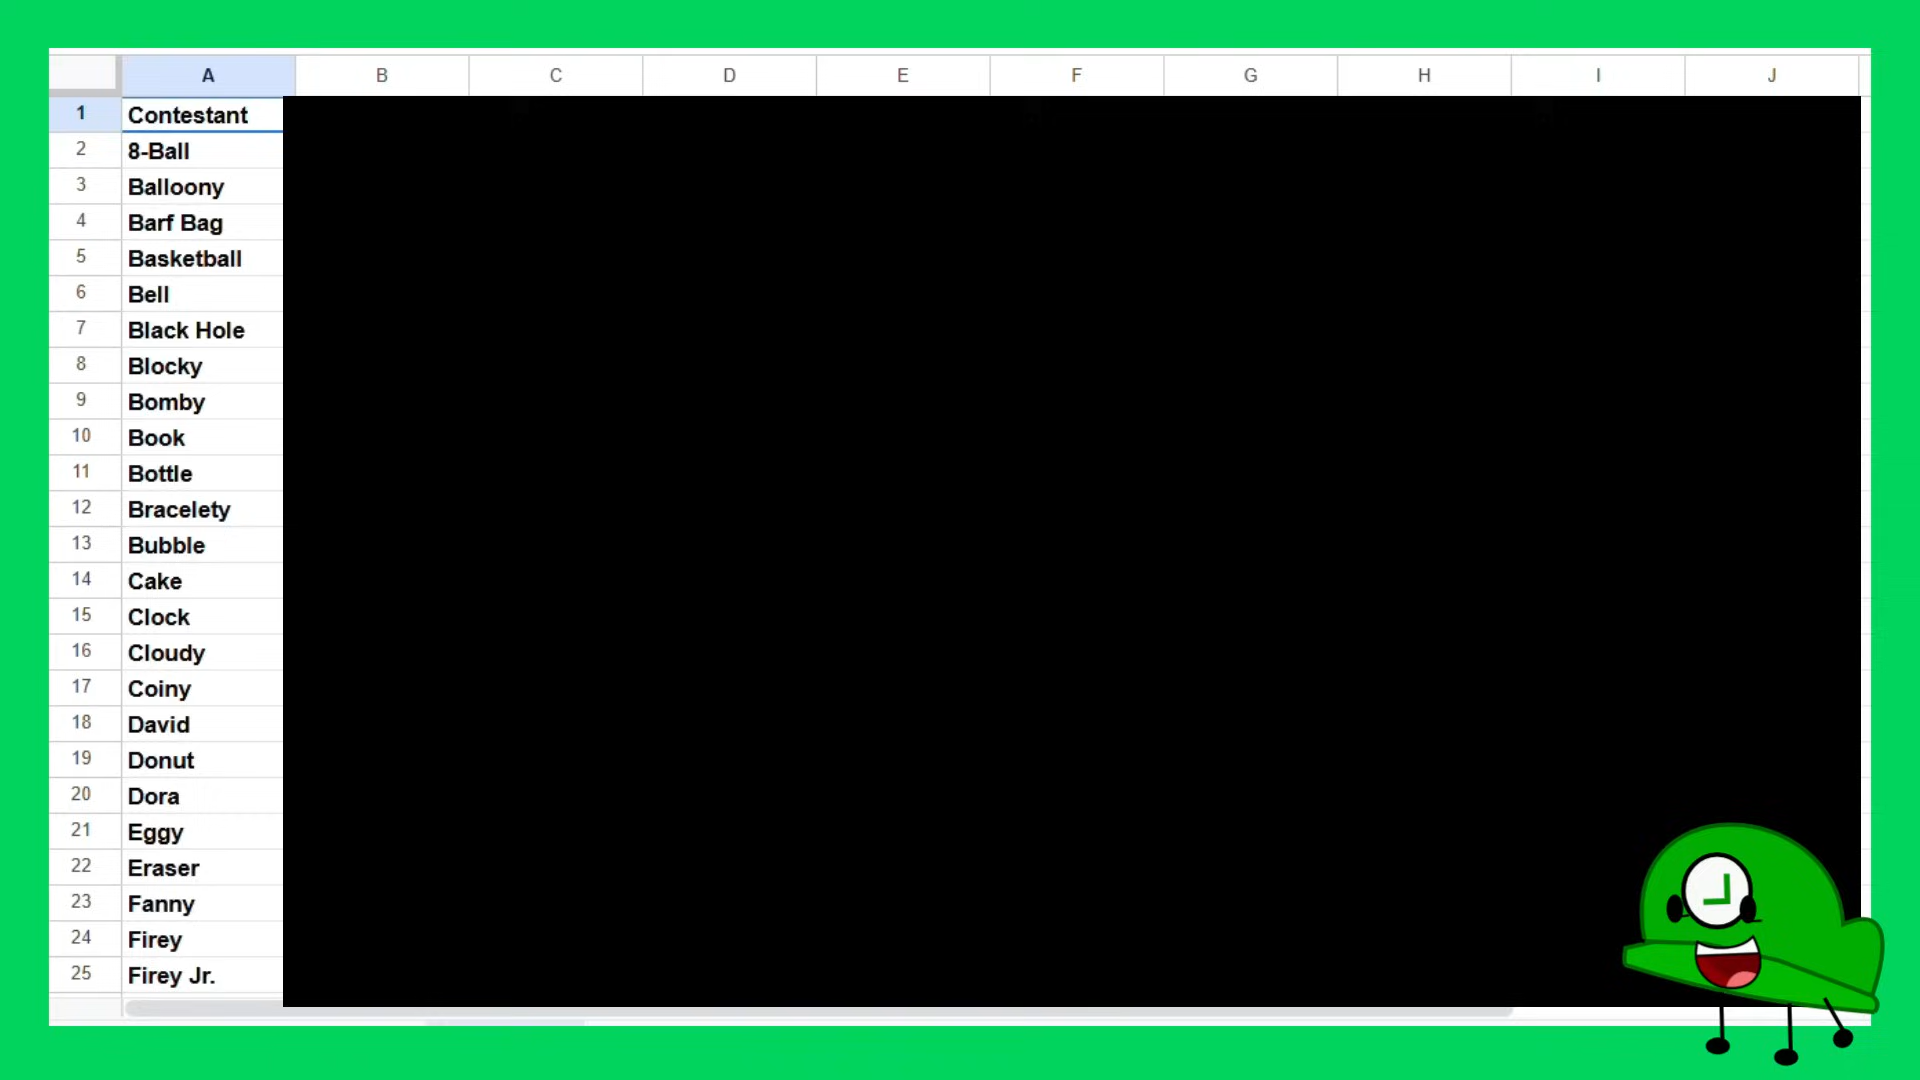 A B C D E F G H I J
1 Contestant
2 8-Ball
3 Balloony
4 Barf Bag
5 Basketball
6 Bell
7 Black Hole
8 Blocky
9 Bomby
10 Book
11 Bottle
12 Bracelety
13 Bubble
14 Cake
15 Clock
16 Cloudy
17 Coiny
18 David
19 Donut
20 Dora
21 Eggy
22 Eraser
23 Fanny
24 Firey
25 Firey Jr.